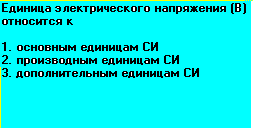 Единица электрического напряжения (В)
относится к
1. основным единицам СИ
2. производным единицам СИ
3. дополнительным единицам СИ